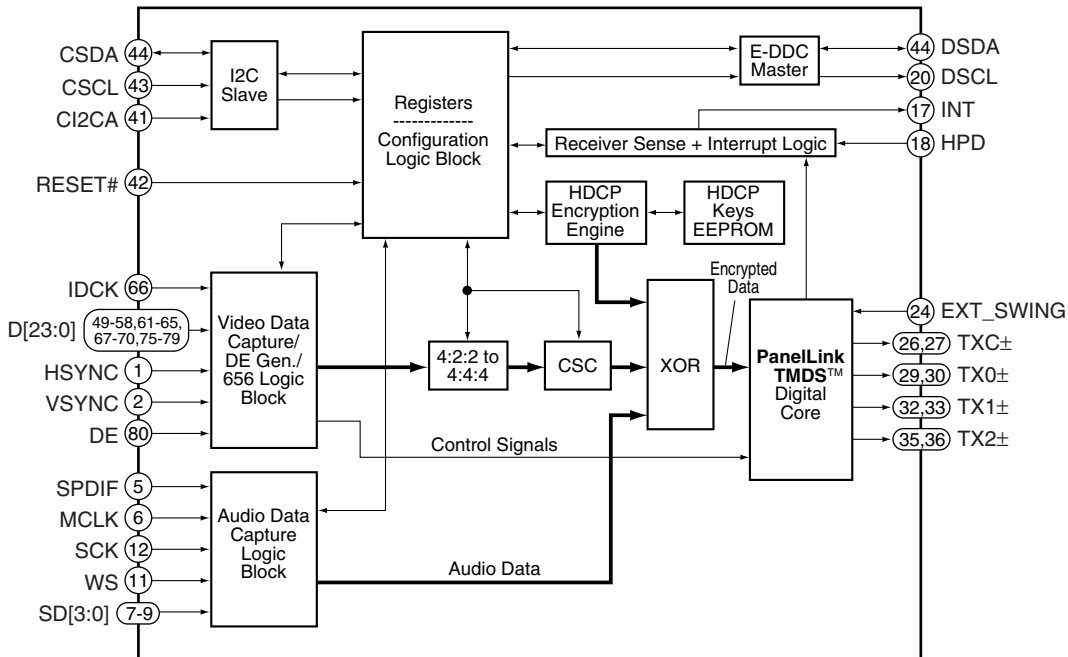 CSDA 44
CSCL 43
CI2CA 41
RESET# 42
IDCK 66
D[23:0] 49-58,61-65,
67-70,75-79
HSYNC 1
VSYNC 2
DE 80
SPDIF 5
MCLK 6
SCK 12
WS 11
SD[3:0] 7-9
I2C
Slave
Registers
Configuration
Logic Block
E-DDC
Master
Receiver Sense + Interrupt Logic
HDCP
Encryption
Engine
HDCP
Keys
EEPROM
Video Data
Capture/
DE Gen./
656 Logic
Block
4:2:2 to
4:4:4
CSC
XOR
Encrypted
Data
PanelLink
TMDS™
Digital
Core
Control Signals
Audio Data
Capture
Logic
Block
Audio Data
44 DSDA
20 DSCL
17 INT
18 HPD
24 EXT_SWING
26,27 TXC±
29,30 TX0±
32,33 TX1±
35,36 TX2±